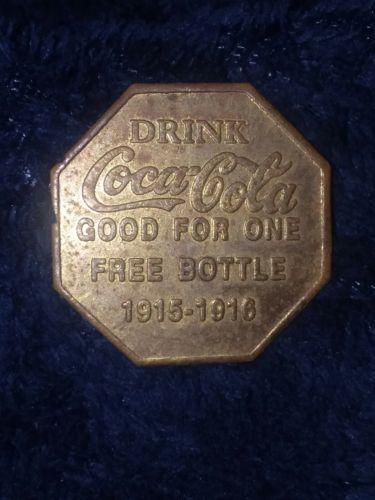 DRINK
Coca-Cola
GOOD FOR ONE
FREE BOTTLE
1915-1916